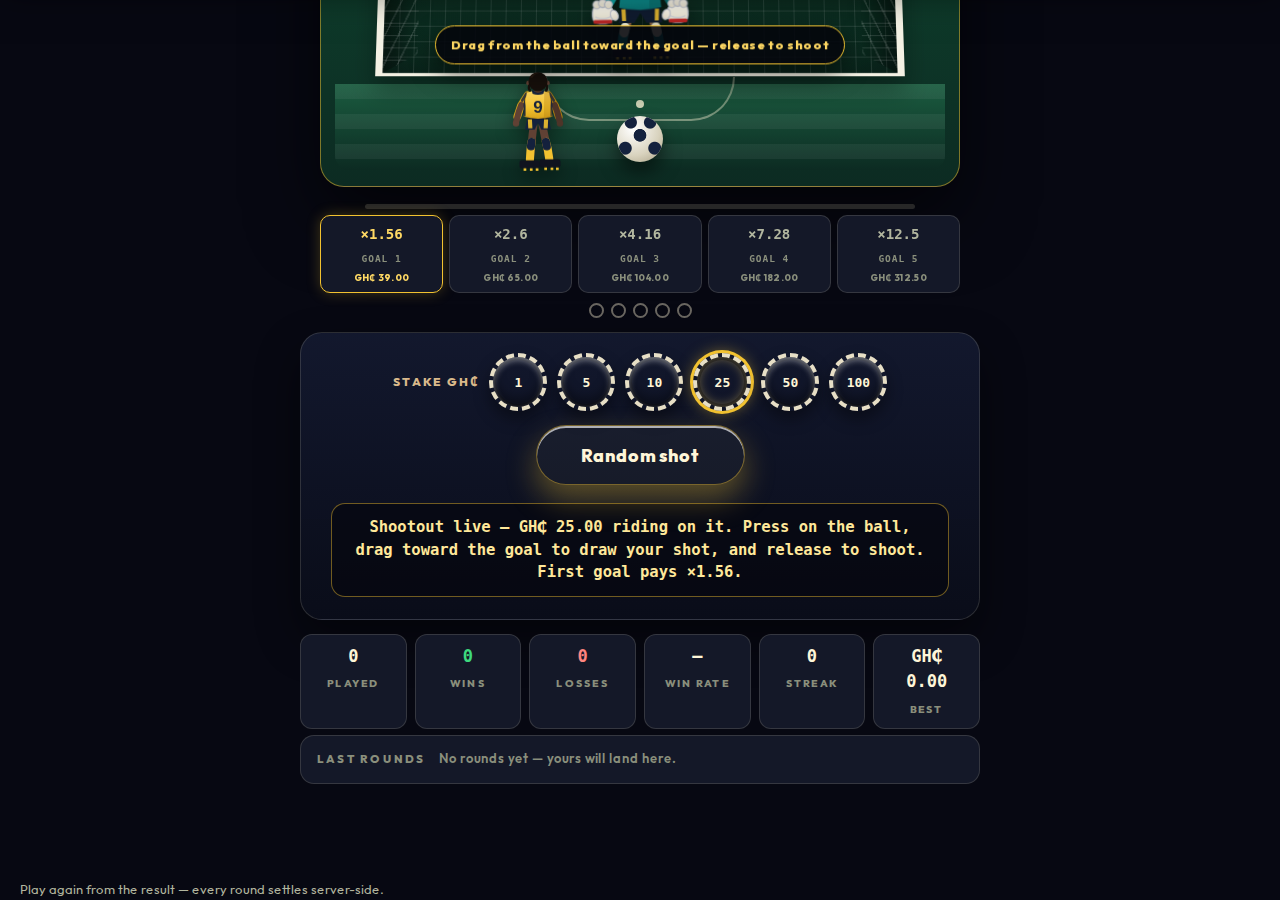 Drag from the ball toward the goal — release to shoot
9
×1.56
GOAL 1
GH₵ 39.00
×2.6
GOAL 2
GH₵ 65.00
×4.16
GOAL 3
GH₵ 104.00
×7.28
GOAL 4
GH₵ 182.00
×12.5
GOAL 5
GH₵ 312.50
STAKE GH₵ 1 5 10 25 50 100
Random shot
Shootout live — GH₵ 25.00 riding on it. Press on the ball,
drag toward the goal to draw your shot, and release to shoot.
First goal pays ×1.56.
0
PLAYED
0
WINS
0
LOSSES
—
WIN RATE
0
STREAK
GH₵
0.00
BEST
LAST ROUNDS No rounds yet — yours will land here.
Play again from the result — every round settles server-side.